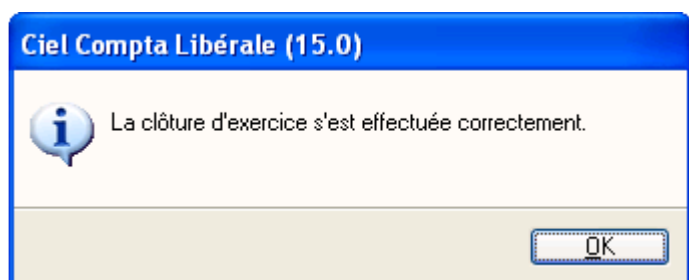 Ciel Compta Libérale (15.0)
La clôture d'exercice s'est effectuée correctement.
OK